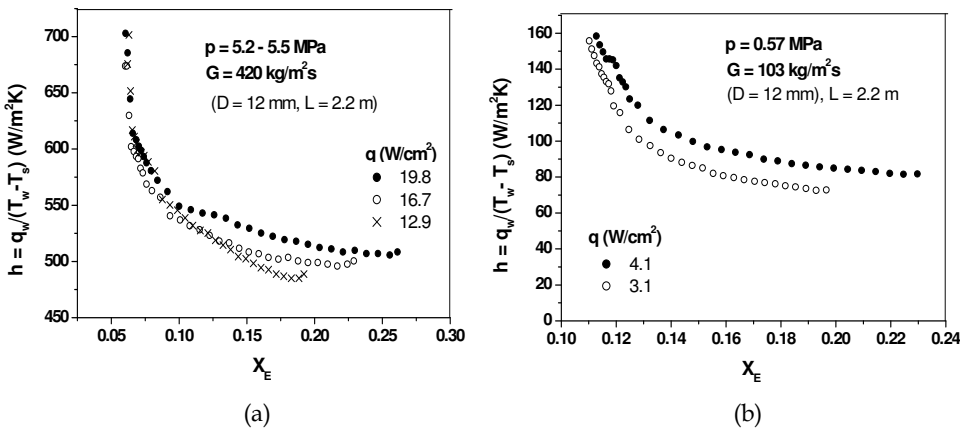 700
650
600
550
500
450
h = q_w/(T_w-T_s) (W/m²K)
p = 5.2 - 5.5 MPa
G = 420 kg/m²s
(D = 12 mm, L = 2.2 m)
q (W/cm²)
19.8
16.7
12.9
0.05 0.10 0.15 0.20 0.25 0.30
X_E
(a)
160
140
120
100
80
60
40
20
0
h = q_w/(T_w- T_s) (W/m²K)
p = 0.57 MPa
G = 103 kg/m²s
(D = 12 mm), L = 2.2 m
q (W/cm²)
4.1
3.1
0.10 0.12 0.14 0.16 0.18 0.20 0.22 0.24
X_E
(b)